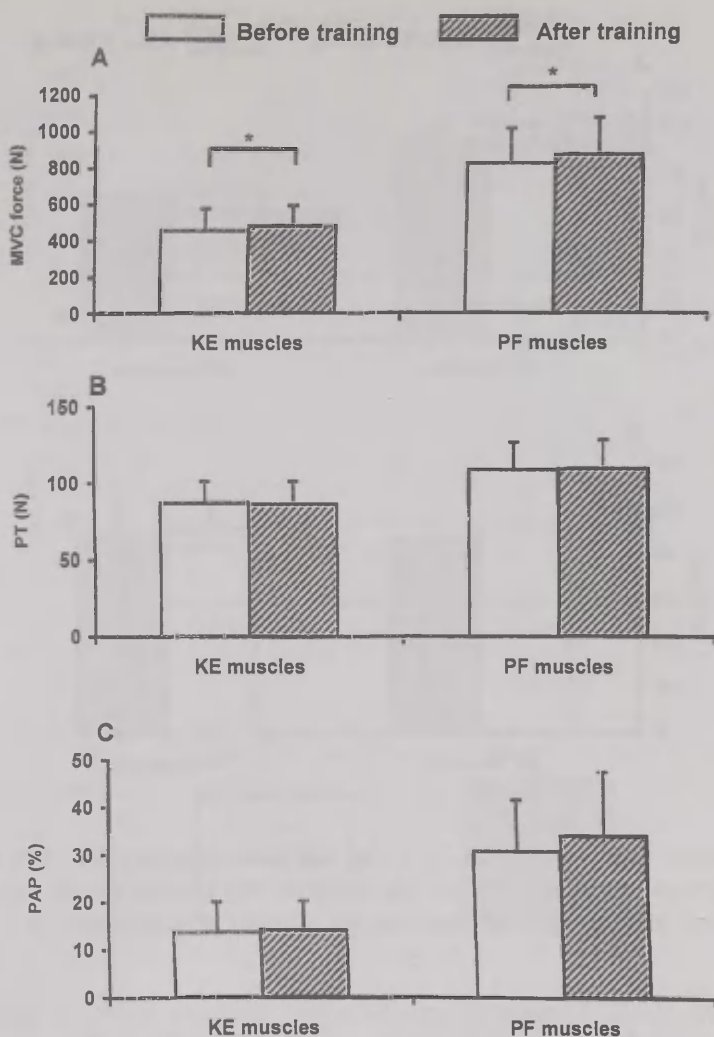 Before training After training
A
*
*
1200
1000
800
600
400
200
0
MVC force (N)
KE muscles PF muscles
B
150
100
50
0
PT (N)
KE muscles PF muscles
C
50
40
30
20
10
0
PAP (%)
KE muscles PF muscles